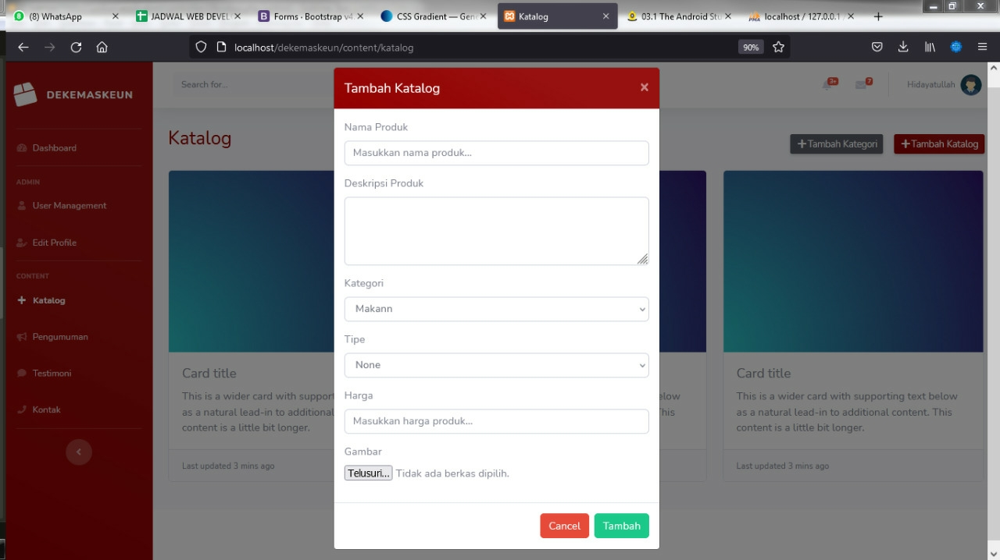 (8) WhatsApp
JADWAL WEB DEVEL
Forms · Bootstrap v4.
CSS Gradient — Gene
Katalog
03.1 The Android Stu
localhost / 127.0.0.1 /
localhost/dekemaskeun/content/katalog
90%
DEKEMASKEUN
Dashboard
ADMIN
User Management
Edit Profile
CONTENT
Katalog
Pengumuman
Testimoni
Kontak
Search for...
3+
7
Hidayatullah
Katalog
Tambah Kategori
Tambah Katalog
Card title
This is a wider card with support
as a natural lead-in to additional
content is a little bit longer.
Last updated 3 mins ago
elow
his
Card title
This is a wider card with supporting text below
as a natural lead-in to additional content. This
content is a little bit longer.
Last updated 3 mins ago
Tambah Katalog
×
Nama Produk
Masukkan nama produk...
Deskripsi Produk
Kategori
Makann
Tipe
None
Harga
Masukkan harga produk...
Gambar
Telusuri... Tidak ada berkas dipilih.
Cancel
Tambah